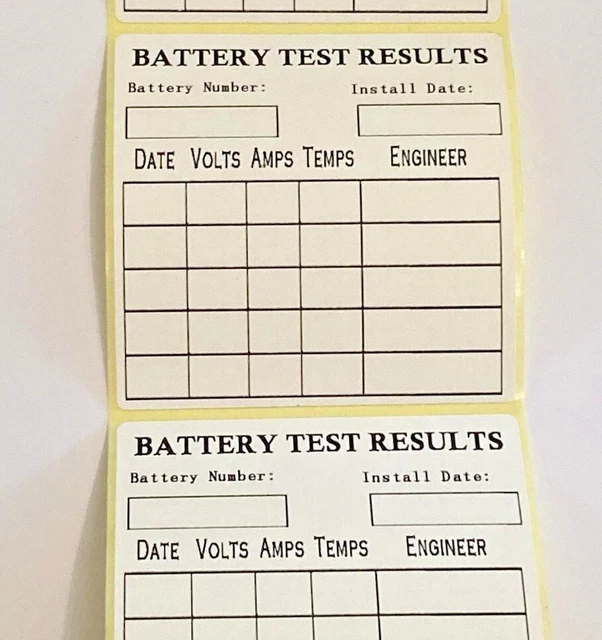 BATTERY TEST RESULTS
Battery Number: Install Date:
DATE VOLTS AMPS TEMPS ENGINEER
BATTERY TEST RESULTS
Battery Number: Install Date:
DATE VOLTS AMPS TEMPS ENGINEER